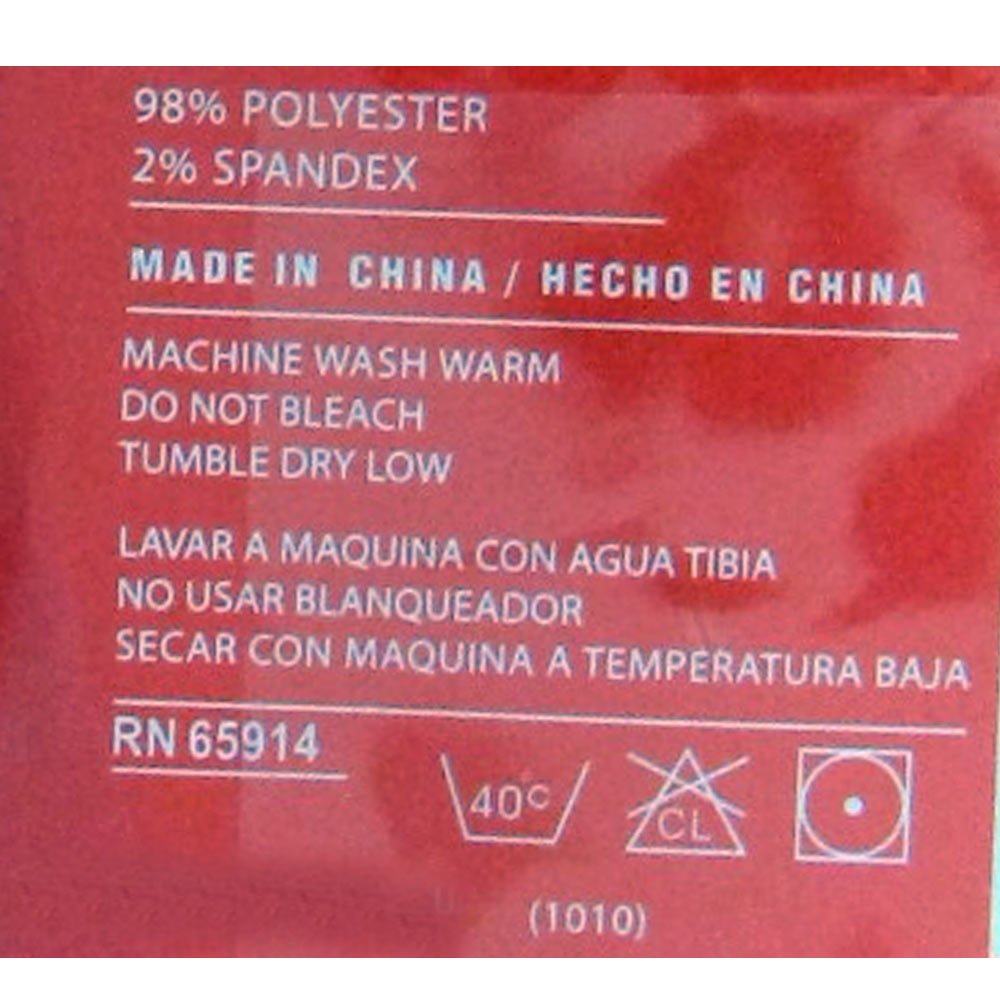 98% POLYESTER
2% SPANDEX
MADE IN CHINA / HECHO EN CHINA
MACHINE WASH WARM
DO NOT BLEACH
TUMBLE DRY LOW
LAVAR A MAQUINA CON AGUA TIBIA
NO USAR BLANQUEADOR
SECAR CON MAQUINA A TEMPERATURA BAJA
RN 65914
40C CL
(1010)